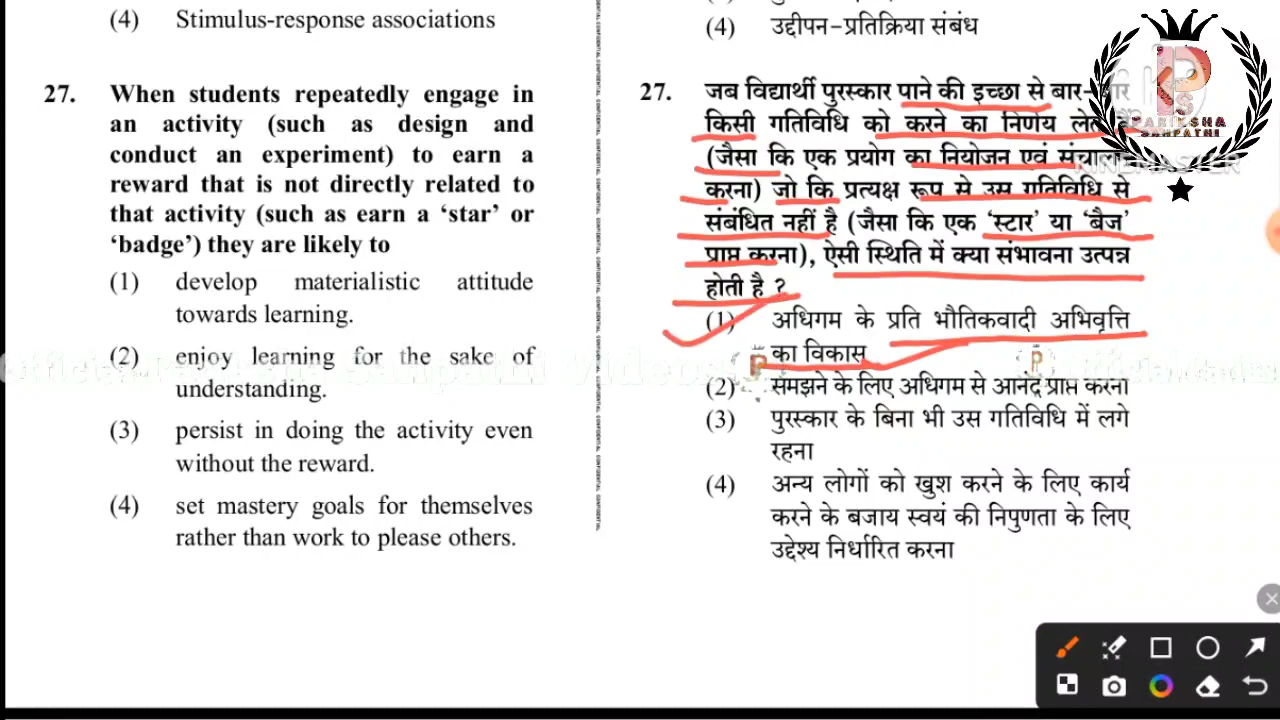 (4) Stimulus-response associations
27. When students repeatedly engage in
an activity (such as design and
conduct an experiment) to earn a
reward that is not directly related to
that activity (such as earn a ‘star’ or
‘badge’) they are likely to
(1) develop materialistic attitude
towards learning.
(2) enjoy learning for the sake of
understanding.
(3) persist in doing the activity even
without the reward.
(4) set mastery goals for themselves
rather than work to please others.
(4) उद्दीपन-प्रतिक्रिया संबंध
27. जब विद्यार्थी पुरस्कार पाने की इच्छा से
किसी गतिविधि को करने का निर्णय
(जैसा कि एक प्रयोग का नियोजन एवं
करना) जो कि प्रत्यक्ष रूप से उस गतिविधि से
संबंधित नहीं है (जैसा कि एक ‘स्टार’ या ‘बैज’
प्राप्त करना), ऐसी स्थिति में क्या संभावना उत्पन्न
होती है ?
(1) अधिगम के प्रति भौतिकवादी अभिवृत्ति
का विकास
(2) समझने के लिए अधिगम से आनंद प्राप्त करना
(3) पुरस्कार के बिना भी उस गतिविधि में लगे
रहना
(4) अन्य लोगों को खुश करने के लिए कार्य
करने के बजाय स्वयं की निपुणता के लिए
उद्देश्य निर्धारित करना
PARIKSHA
SARPATHI
KINEMASTER